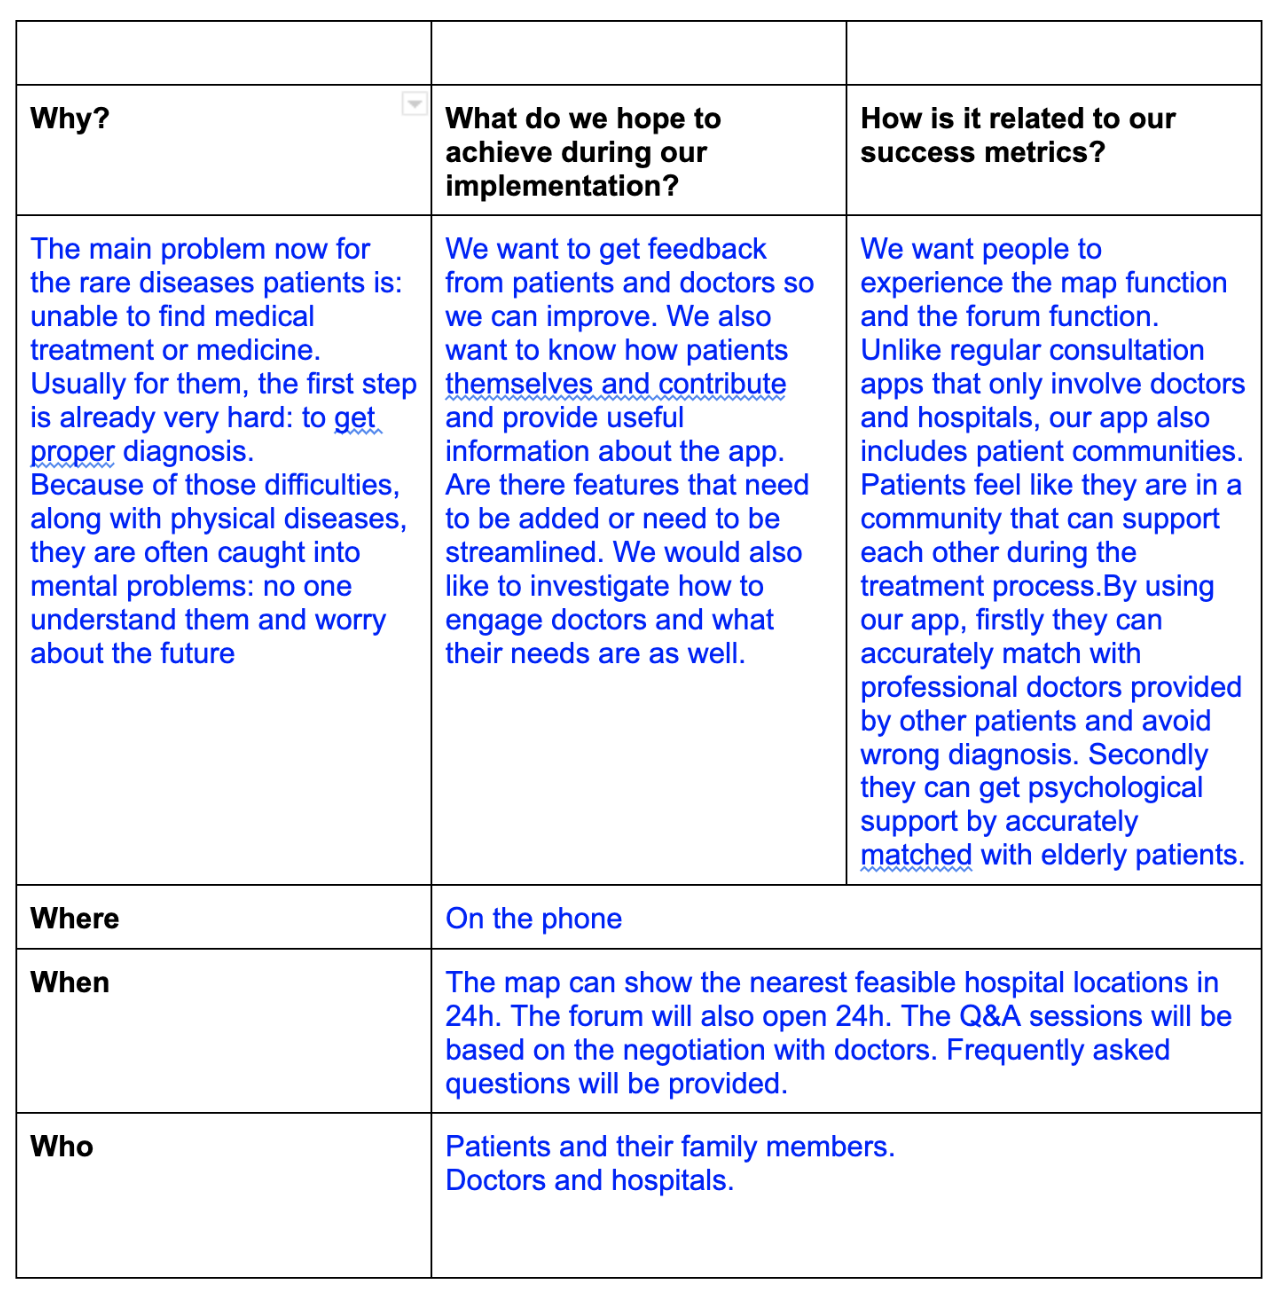 Why?
What do we hope to
achieve during our
implementation?
How is it related to our
success metrics?
The main problem now for
the rare diseases patients is:
unable to find medical
treatment or medicine.
Usually for them, the first step
is already very hard: to get
proper diagnosis.
Because of those difficulties,
along with physical diseases,
they are often caught into
mental problems: no one
understand them and worry
about the future
We want to get feedback
from patients and doctors so
we can improve. We also
want to know how patients
themselves and contribute
and provide useful
information about the app.
Are there features that need
to be added or need to be
streamlined. We would also
like to investigate how to
engage doctors and what
their needs are as well.
We want people to
experience the map function
and the forum function.
Unlike regular consultation
apps that only involve doctors
and hospitals, our app also
includes patient communities.
Patients feel like they are in a
community that can support
each other during the
treatment process.By using
our app, firstly they can
accurately match with
professional doctors provided
by other patients and avoid
wrong diagnosis. Secondly
they can get psychological
support by accurately
matched with elderly patients.
Where
On the phone
When
The map can show the nearest feasible hospital locations in
24h. The forum will also open 24h. The Q&A sessions will be
based on the negotiation with doctors. Frequently asked
questions will be provided.
Who
Patients and their family members.
Doctors and hospitals.